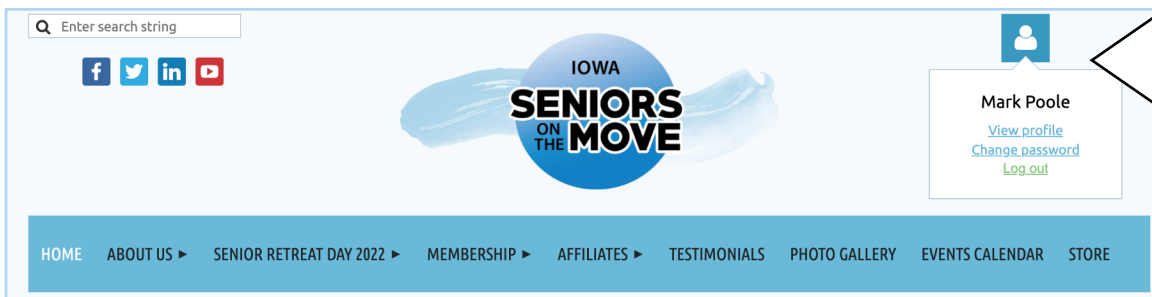 Enter search string
IOWA
SENIORS
ON
THE MOVE
Mark Poole
View profile
Change password
Log out
HOME ABOUT US ► SENIOR RETREAT DAY 2022 ► MEMBERSHIP ► AFFILIATES ► TESTIMONIALS PHOTO GALLERY EVENTS CALENDAR STORE